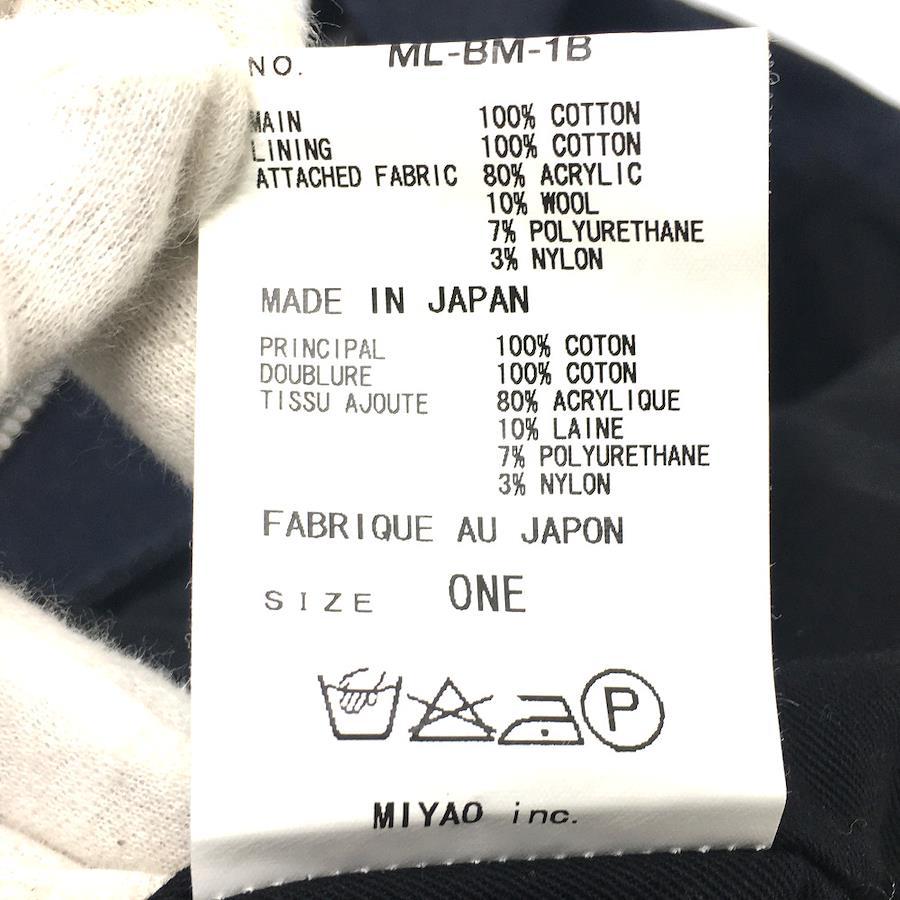 NO. ML-BM-1B
MAIN 100% COTTON
LINING 100% COTTON
ATTACHED FABRIC 80% ACRYLIC
10% WOOL
7% POLYURETHANE
3% NYLON
MADE IN JAPAN
PRINCIPAL 100% COTON
DOUBLURE 100% COTON
TISSU AJOUTE 80% ACRYLIQUE
10% LAINE
7% POLYURETHANE
3% NYLON
FABRIQUE AU JAPON
SIZE ONE
P
MIYAO inc.